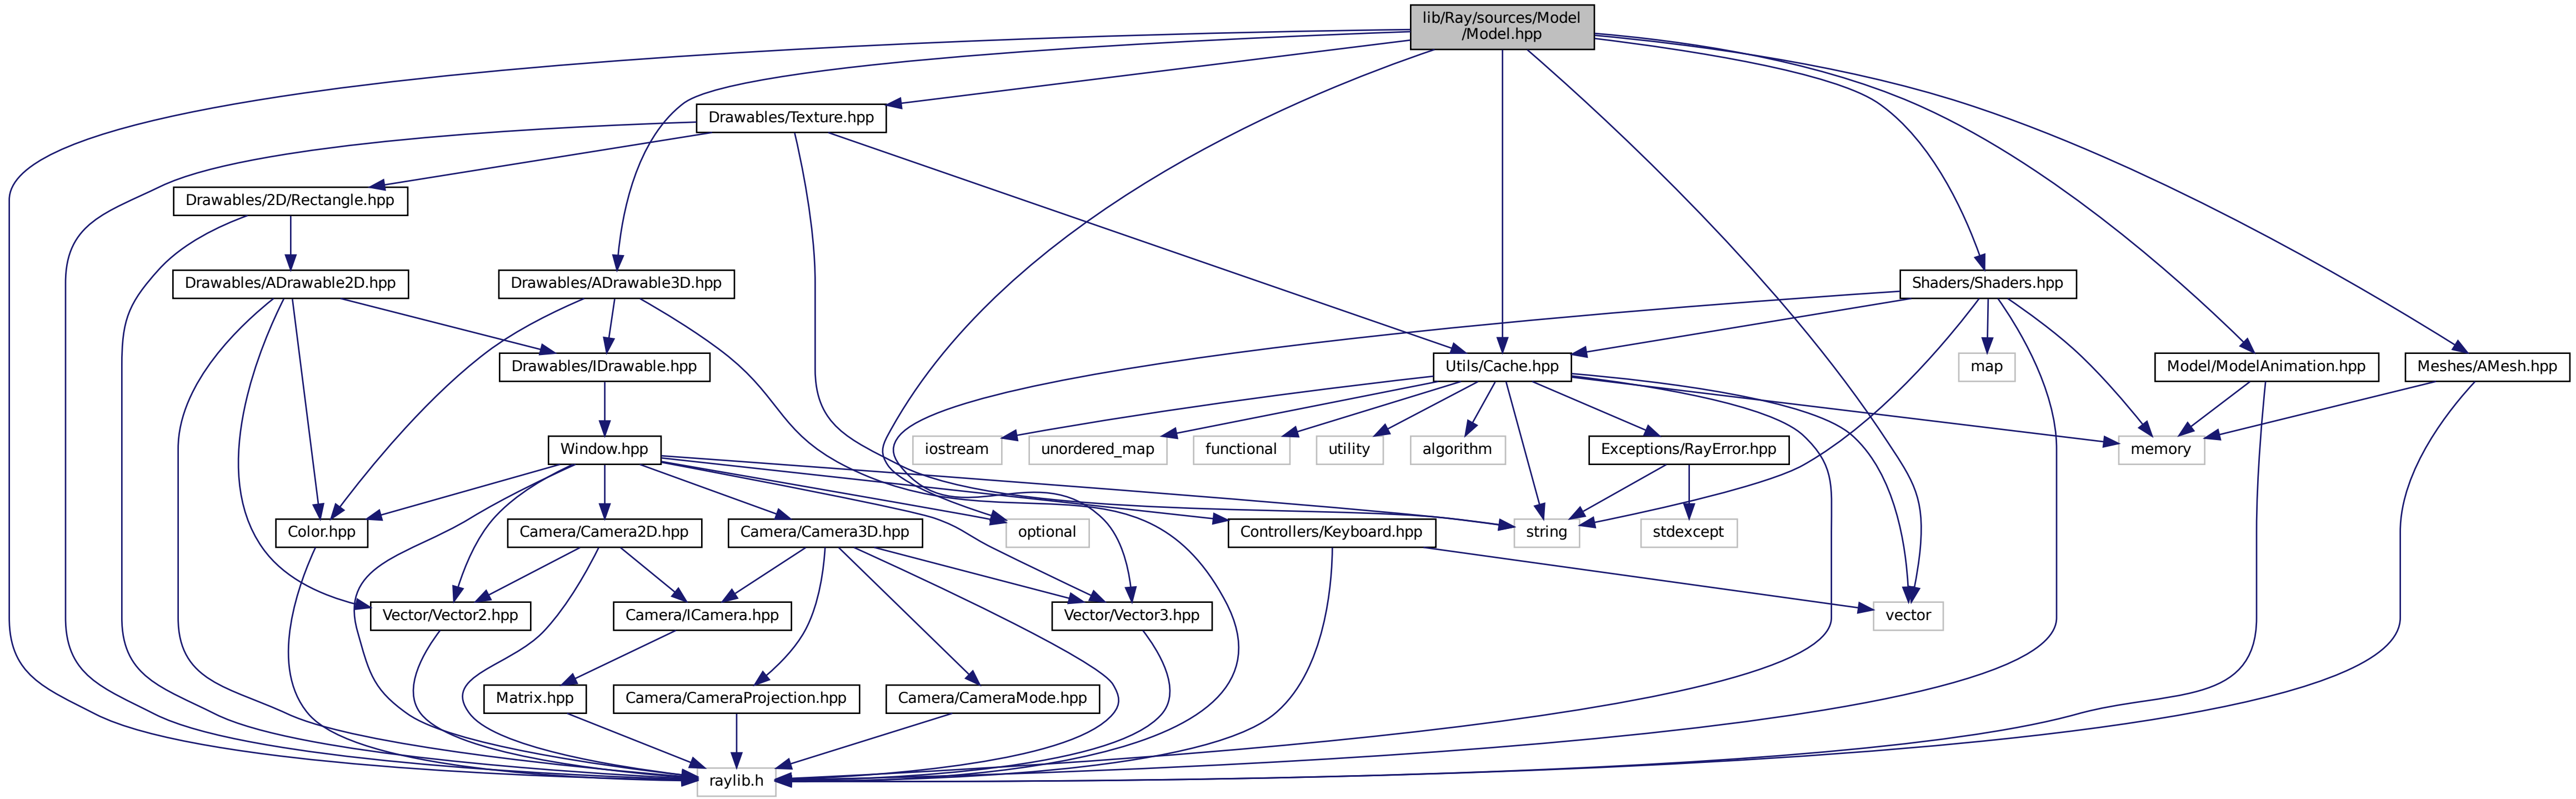 lib/Ray/sources/Model
/Model.hpp
Drawables/Texture.hpp
Drawables/2D/Rectangle.hpp
Drawables/ADrawable2D.hpp
Drawables/ADrawable3D.hpp
Shaders/Shaders.hpp
Drawables/IDrawable.hpp
Utils/Cache.hpp
map
Model/ModelAnimation.hpp
Meshes/AMesh.hpp
Window.hpp
iostream
unordered_map
functional
utility
algorithm
Exceptions/RayError.hpp
memory
Color.hpp
Camera/Camera2D.hpp
Camera/Camera3D.hpp
optional
Controllers/Keyboard.hpp
string
stdexcept
Vector/Vector2.hpp
Camera/ICamera.hpp
Vector/Vector3.hpp
vector
Matrix.hpp
Camera/CameraProjection.hpp
Camera/CameraMode.hpp
raylib.h